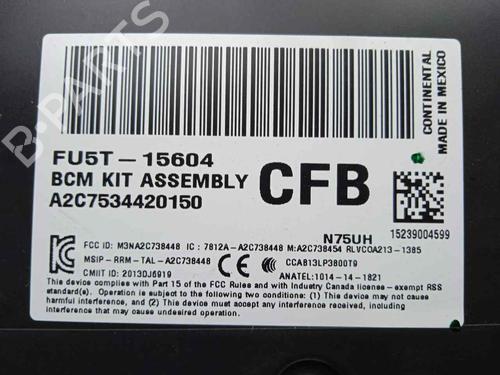 CONTINENTAL
MADE IN MEXICO
FU5T-15604
BCM KIT ASSEMBLY
CFB
A2C7534420150
N75UH
15239004599
FCC ID: M3NA2C738448 IC: 7812A-A2C738448 M:A2C738454 RLVCOA213-1385
MSIP-RRM-TAL-A2C738448
CCAB13LP3800T9
CMIIT ID: 2013DJ6919
ANATEL:1014-14-1821
This device complies with Part 15 of the FCC Rules and with Industry Canada license - exempt RSS
standard(s). Operation is subject to the following two conditions: (1) This device may not cause
harmful interference, and (2) This device must accept any interference received, including
interference that may cause undesired operation.
B-PARTS